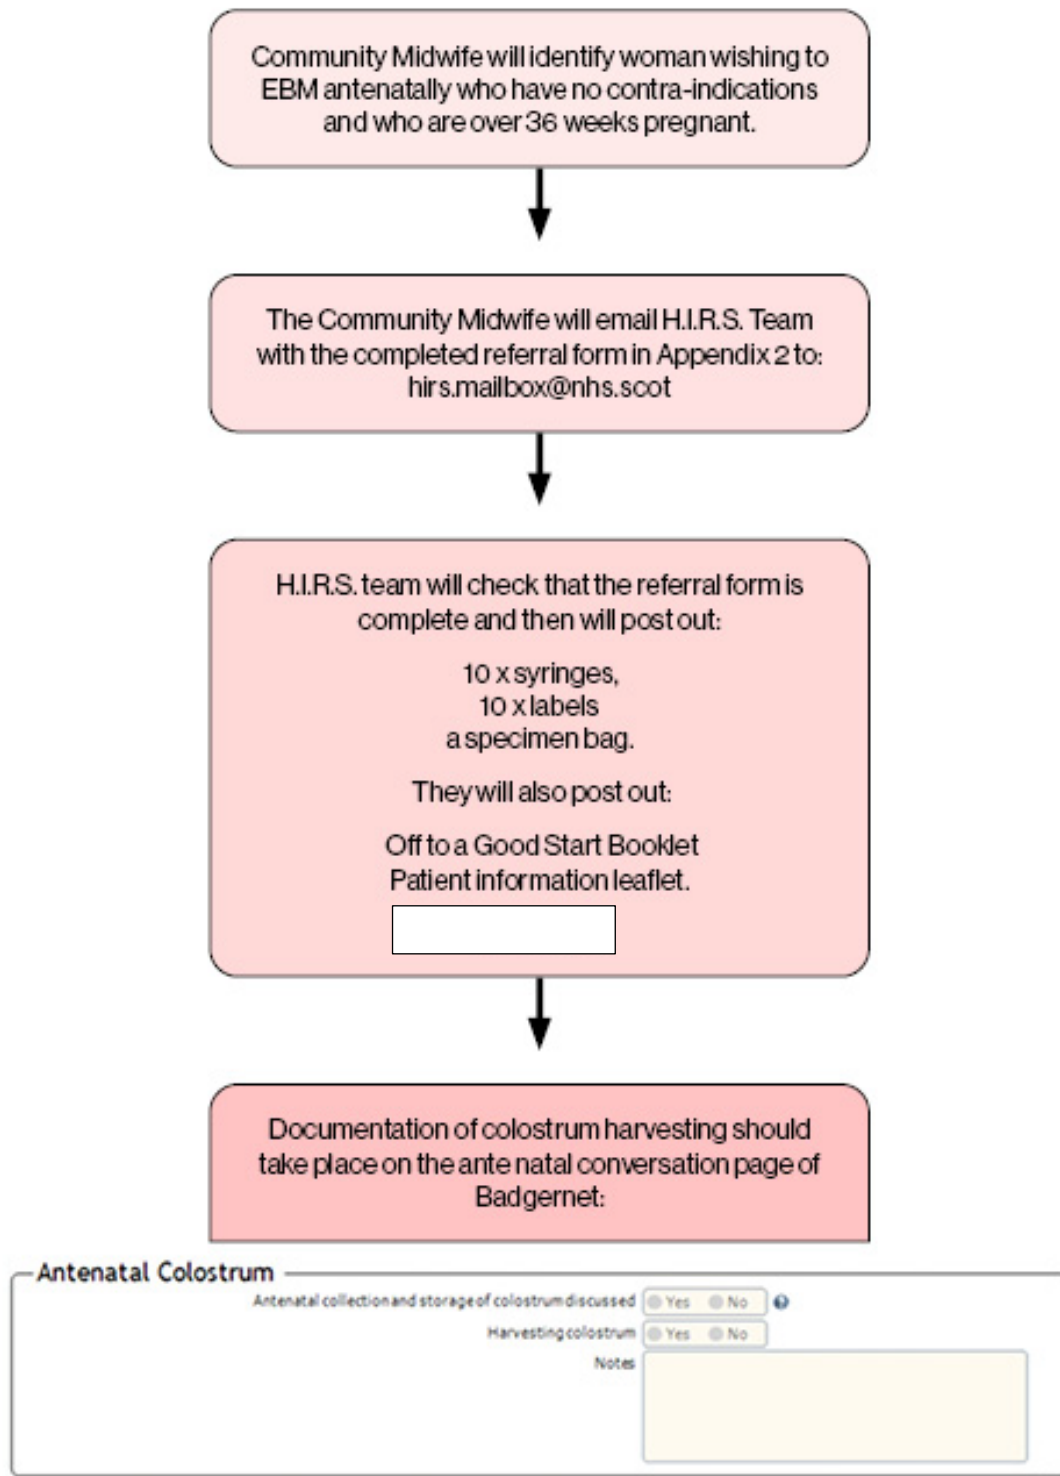 Community Midwife will identify woman wishing to
EBM antenatally who have no contra-indications
and who are over 36 weeks pregnant.
The Community Midwife will email H.I.R.S. Team
with the completed referral form in Appendix 2 to:
hirs.mailbox@nhs.scot
H.I.R.S. team will check that the referral form is
complete and then will post out:
10 x syringes,
10 x labels
a specimen bag.
They will also post out:
Off to a Good Start Booklet
Patient information leaflet.
Documentation of colostrum harvesting should
take place on the ante natal conversation page of
Badgernet:
Antenatal Colostrum
Antenatal collection and storage of colostrum discussed Yes No ?
Harvesting colostrum Yes No
Notes